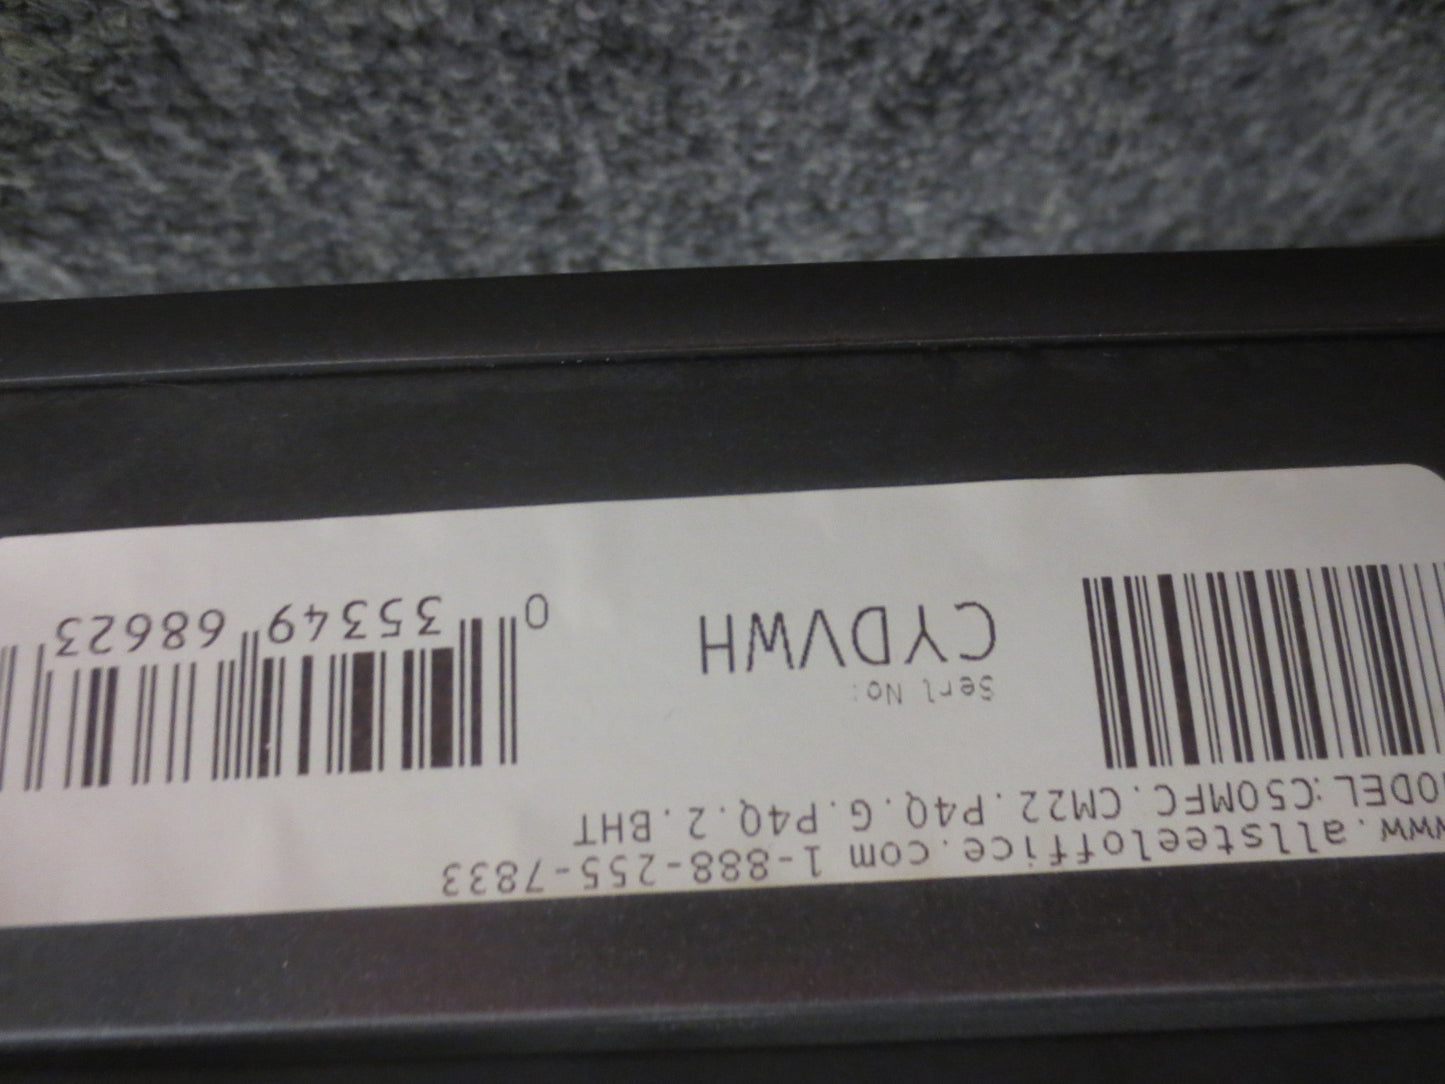 www.allsteeloffice.com 1-888-255-7833
MODEL:C50MFC.CM22.P4Q.G.P4Q.2.BHT
Serl No:
CYDVWH
0 35349 68623